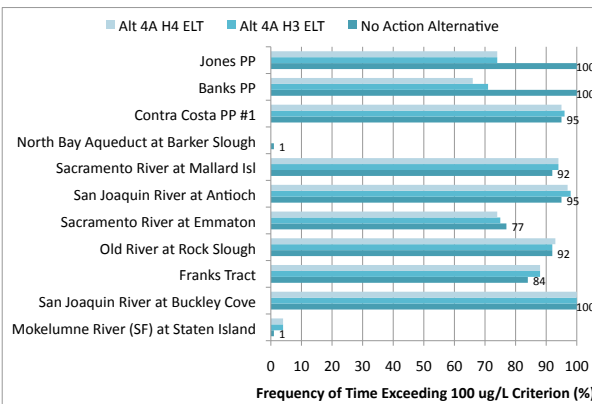 Alt 4A H4 ELT Alt 4A H3 ELT No Action Alternative
Jones PP 100
Banks PP 100
Contra Costa PP #1 95
North Bay Aqueduct at Barker Slough 1
Sacramento River at Mallard Isl 92
San Joaquin River at Antioch 95
Sacramento River at Emmaton 77
Old River at Rock Slough 92
Franks Tract 84
San Joaquin River at Buckley Cove 100
Mokelumne River (SF) at Staten Island 1
0 10 20 30 40 50 60 70 80 90 100
Frequency of Time Exceeding 100 ug/L Criterion (%)